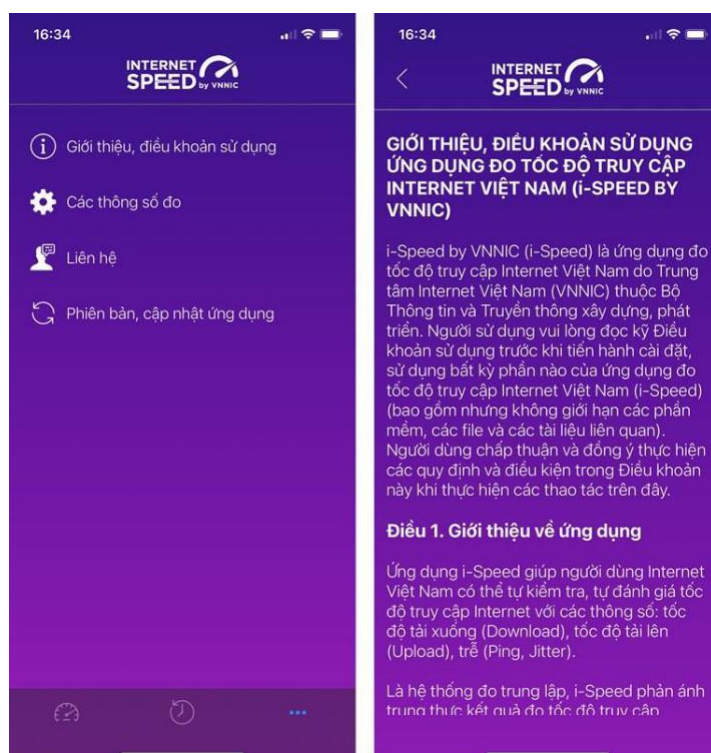 16:34
INTERNET
SPEED by VNNIC
Giới thiệu, điều khoản sử dụng
Các thông số đo
Liên hệ
Phiên bản, cập nhật ứng dụng
16:34
INTERNET
SPEED by VNNIC
GIỚI THIỆU, ĐIỀU KHOẢN SỬ DỤNG
ỨNG DỤNG ĐO TỐC ĐỘ TRUY CẬP
INTERNET VIỆT NAM (i-SPEED BY
VNNIC)
i-Speed by VNNIC (i-Speed) là ứng dụng đo
tốc độ truy cập Internet Việt Nam do Trung
tâm Internet Việt Nam (VNNIC) thuộc Bộ
Thông tin và Truyền thông xây dựng, phát
triển. Người sử dụng vui lòng đọc kỹ Điều
khoản sử dụng trước khi tiến hành cài đặt,
sử dụng bất kỳ phần nào của ứng dụng đo
tốc độ truy cập Internet Việt Nam (i-Speed)
(bao gồm nhưng không giới hạn các phần
mềm, các file và các tài liệu liên quan).
Người dùng chấp thuận và đồng ý thực hiện
các quy định và điều kiện trong Điều khoản
này khi thực hiện các thao tác trên đây.
Điều 1. Giới thiệu về ứng dụng
Ứng dụng i-Speed giúp người dùng Internet
Việt Nam có thể tự kiểm tra, tự đánh giá tốc
độ truy cập Internet với các thông số: tốc
độ tải xuống (Download), tốc độ tải lên
(Upload), trễ (Ping, Jitter).
Là hệ thống đo trung lập, i-Speed phản ánh
trung thực kết quả đo tốc độ truy cập